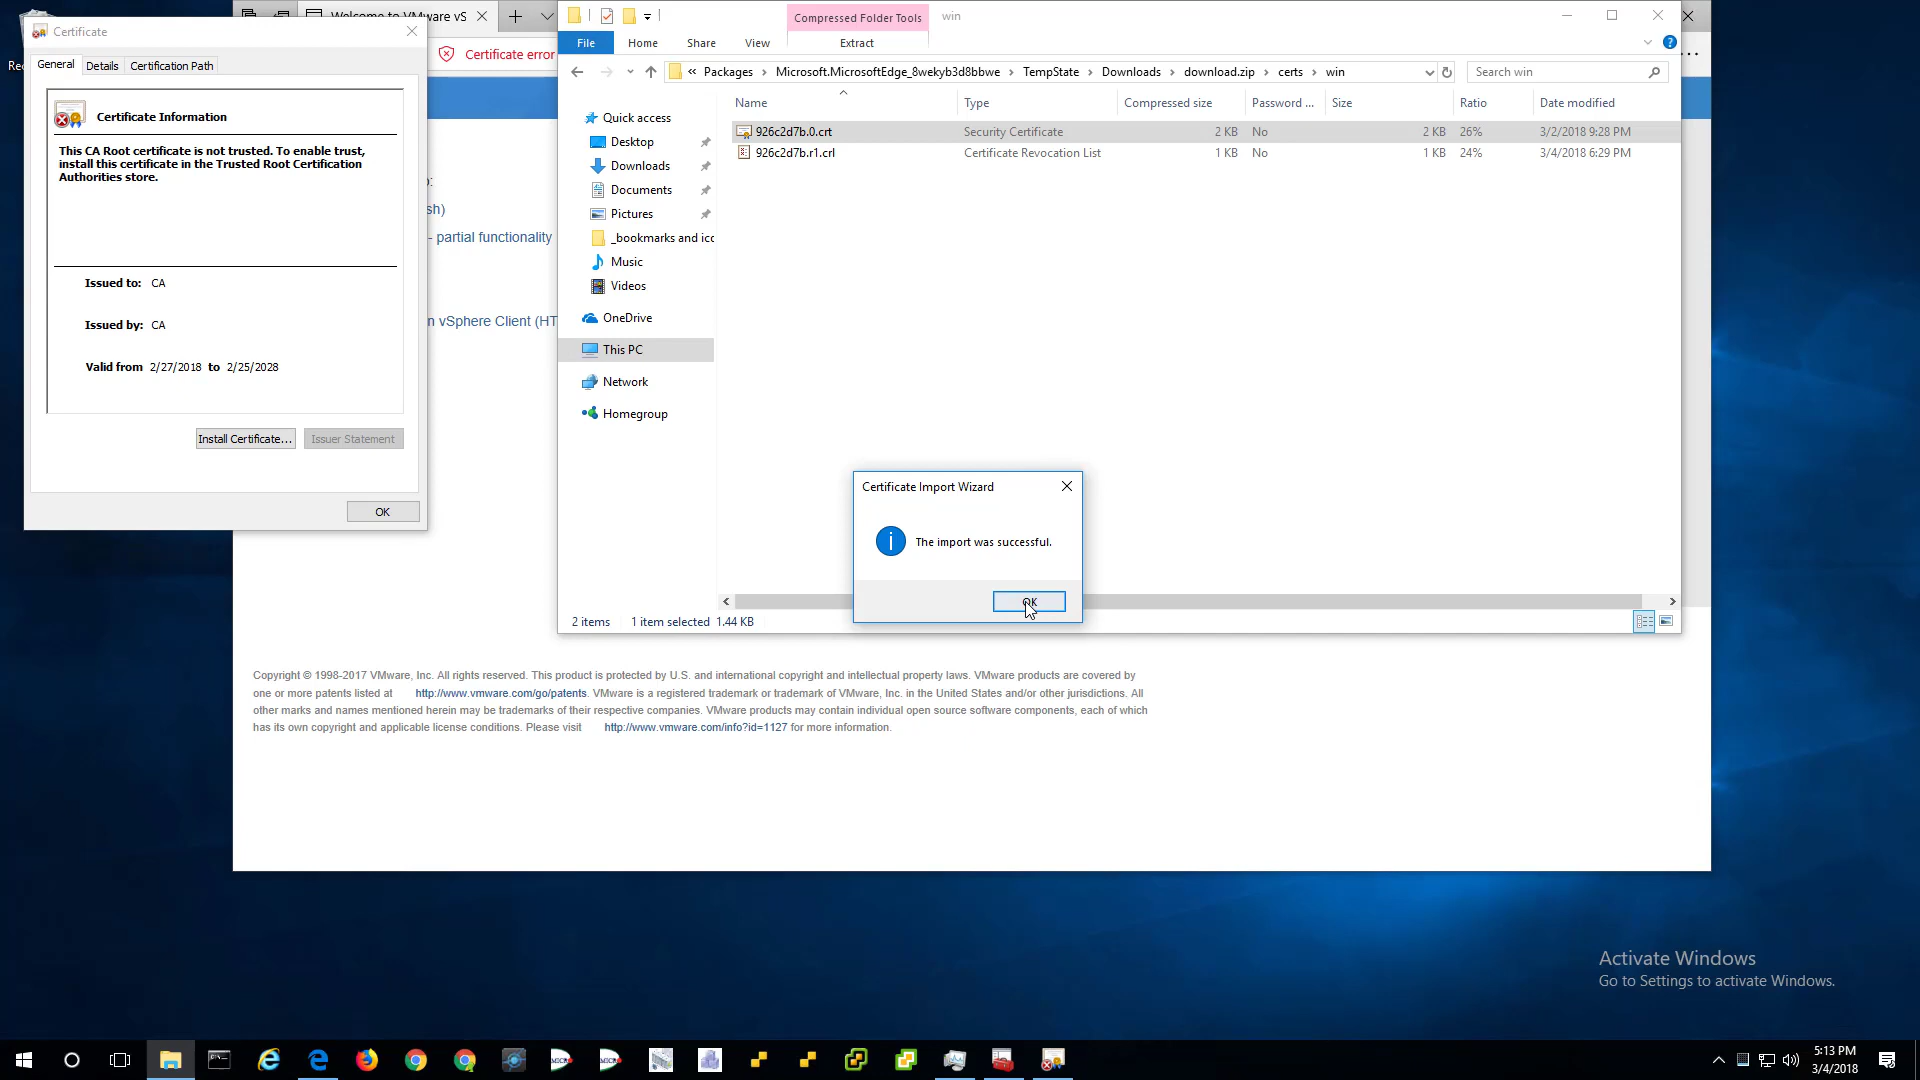 Certificate
General
Details
Certification Path
Certificate Information
This CA Root certificate is not trusted. To enable trust,
install this certificate in the Trusted Root Certification
Authorities store.
Issued to: CA
Issued by: CA
Valid from 2/27/2018 to 2/25/2028
Install Certificate...
Issuer Statement
OK
Welcome to VMware vS
Certificate error
sh)
- partial functionality
n vSphere Client (HT
Compressed Folder Tools
win
File
Home
Share
View
Extract
« Packages
Microsoft.MicrosoftEdge_8wekyb3d8bbwe
TempState
Downloads
download.zip
certs
win
Search win
Name
Type
Compressed size
Password ...
Size
Ratio
Date modified
926c2d7b.0.crt Security Certificate 2 KB No 2 KB 26% 3/2/2018 9:28 PM
926c2d7b.r1.crl Certificate Revocation List 1 KB No 1 KB 24% 3/4/2018 6:29 PM
Quick access
Desktop
Downloads
Documents
Pictures
_bookmarks and ico
Music
Videos
OneDrive
This PC
Network
Homegroup
2 items 1 item selected 1.44 KB
Certificate Import Wizard
The import was successful.
OK
Copyright © 1998-2017 VMware, Inc. All rights reserved. This product is protected by U.S. and international copyright and intellectual property laws. VMware products are covered by
one or more patents listed at http://www.vmware.com/go/patents. VMware is a registered trademark or trademark of VMware, Inc. in the United States and/or other jurisdictions. All
other marks and names mentioned herein may be trademarks of their respective companies. VMware products may contain individual open source software components, each of which
has its own copyright and applicable license conditions. Please visit http://www.vmware.com/info?id=1127 for more information.
Activate Windows
Go to Settings to activate Windows.
5:13 PM
3/4/2018